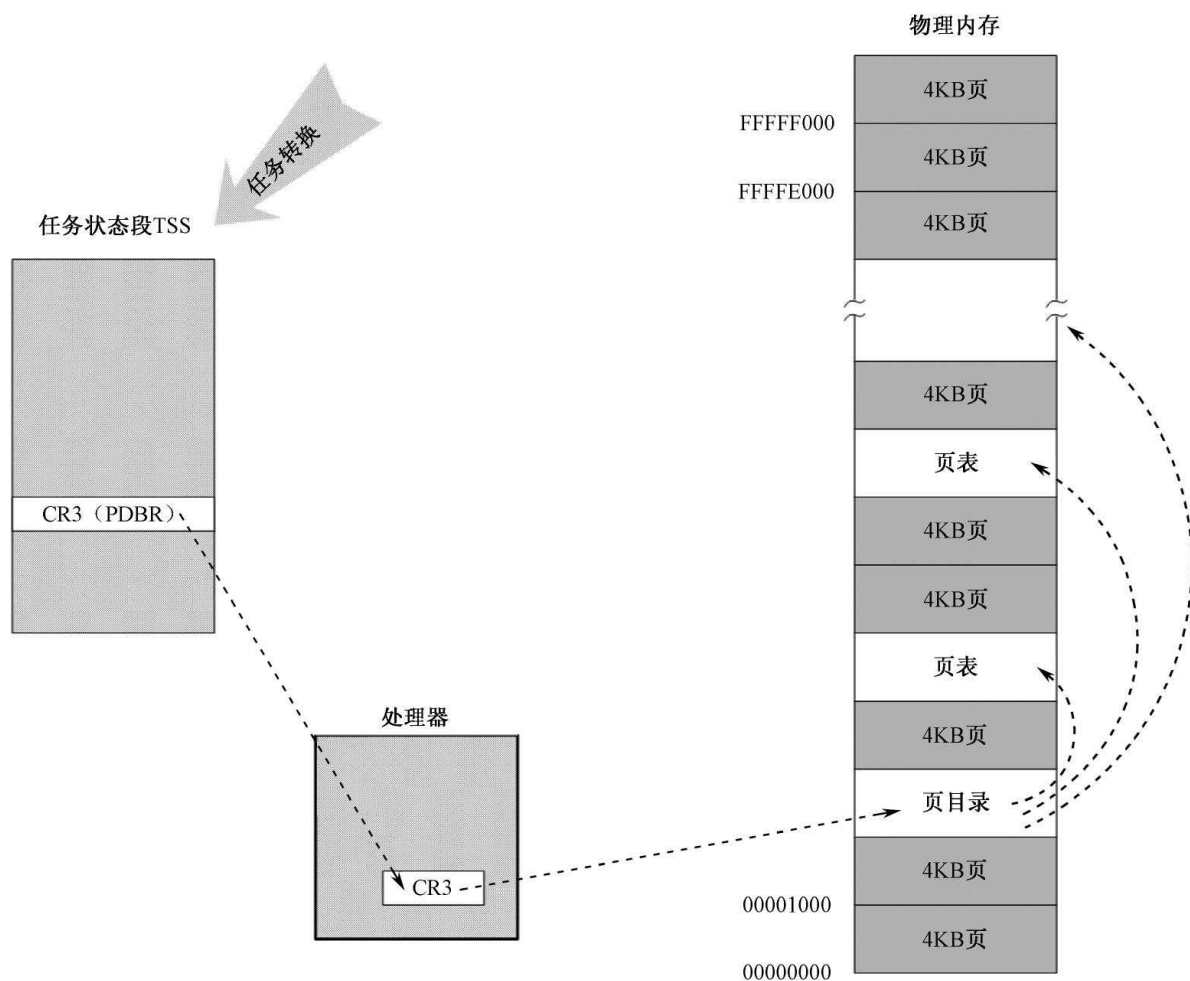 物理内存
4KB页
FFFFF000
4KB页
FFFFE000
4KB页
任务转换
任务状态段TSS
4KB页
页表
CR3（PDBR）
4KB页
4KB页
页表
处理器
4KB页
页目录
CR3
4KB页
00001000
4KB页
00000000